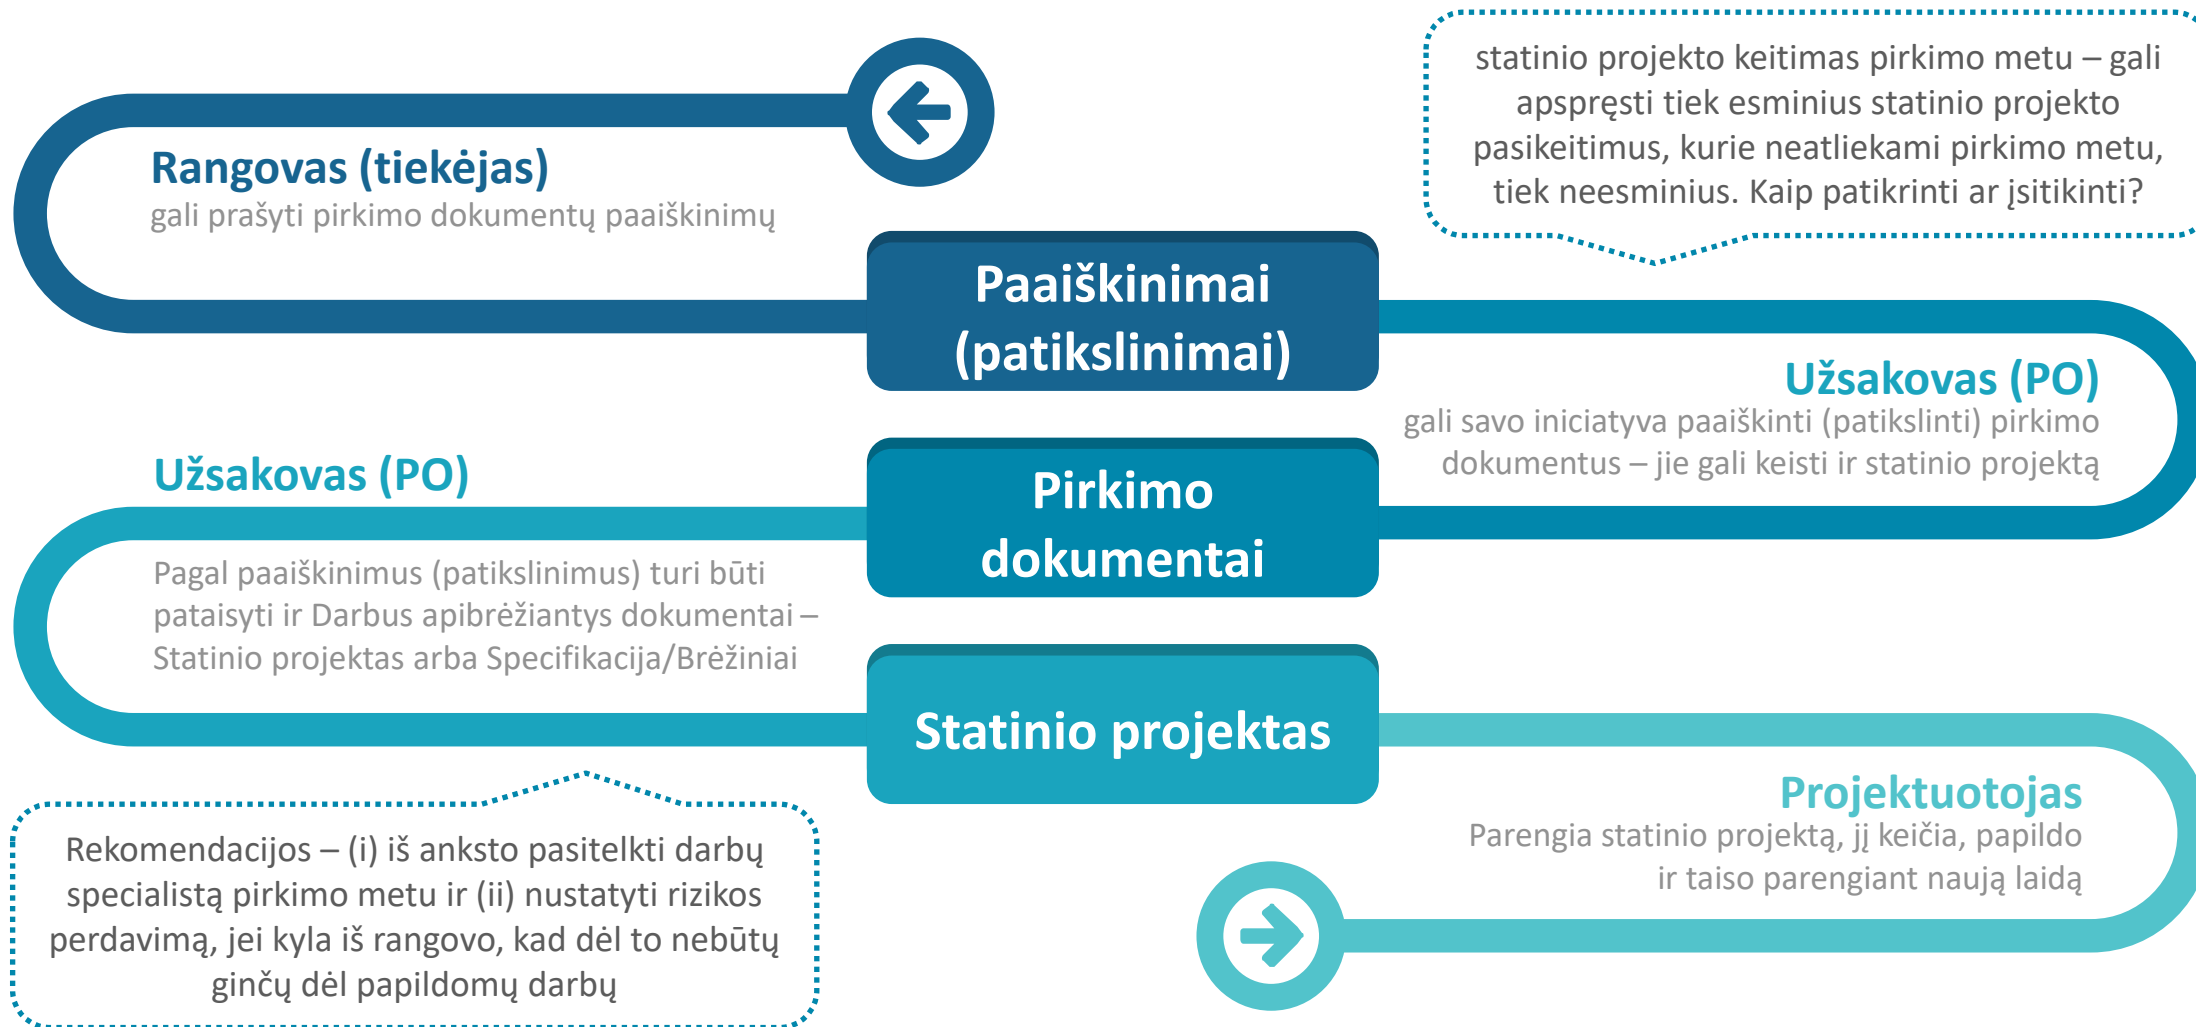 Rangovas (tiekėjas)
gali prašyti pirkimo dokumentų paaiškinimų
statinio projekto keitimas pirkimo metu – gali
apspręsti tiek esminius statinio projekto
pasikeitimus, kurie neatliekami pirkimo metu,
tiek neesminius. Kaip patikrinti ar įsitikinti?
Paaiškinimai
(patikslinimai)
Užsakovas (PO)
gali savo iniciatyva paaiškinti (patikslinti) pirkimo
dokumentus – jie gali keisti ir statinio projektą
Pirkimo
dokumentai
Užsakovas (PO)
Pagal paaiškinimus (patikslinimus) turi būti
pataisyti ir Darbus apibrėžiantys dokumentai –
Statinio projektas arba Specifikacija/Brėžiniai
Statinio projektas
Projektuotojas
Parengia statinio projektą, jį keičia, papildo
ir taiso parengiant naują laidą
Rekomendacijos – (i) iš anksto pasitelkti darbų
specialistą pirkimo metu ir (ii) nustatyti rizikos
perdavimą, jei kyla iš rangovo, kad dėl to nebūtų
ginčų dėl papildomų darbų